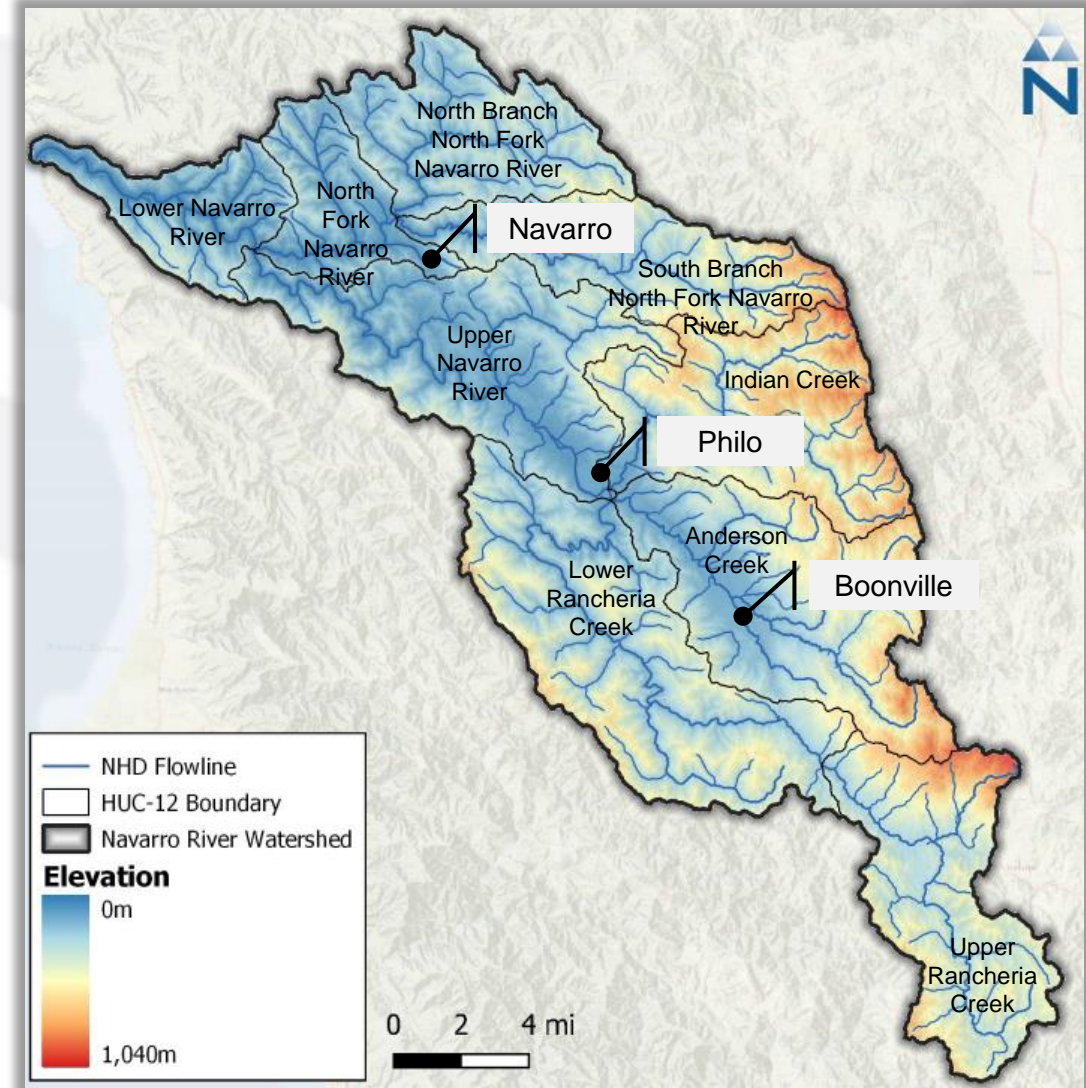 N
North Branch
North Fork
Navarro River
Lower Navarro
River
North
Fork
Navarro
River
Navarro
South Branch
North Fork Navarro
River
Upper
Navarro
River
Indian Creek
Philo
Anderson
Creek
Lower
Rancheria
Creek
Boonville
Upper
Rancheria
Creek
NHD Flowline
HUC-12 Boundary
Navarro River Watershed
Elevation
0m
1,040m
0 2 4 mi